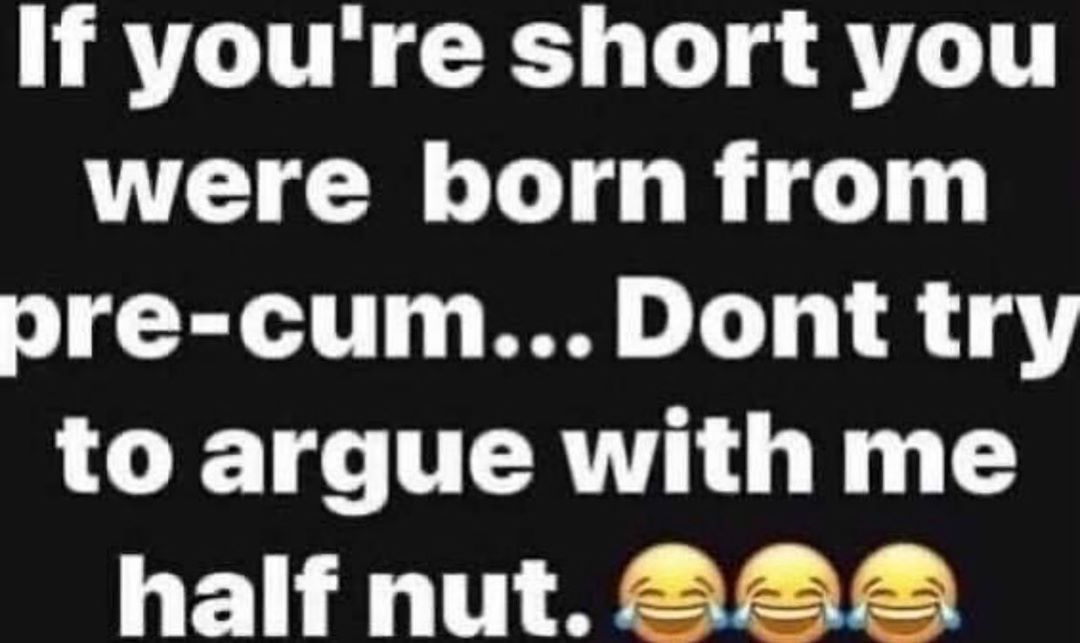 If you're short you
were born from
pre-cum... Dont try
to argue with me
half nut. 😂😂😂